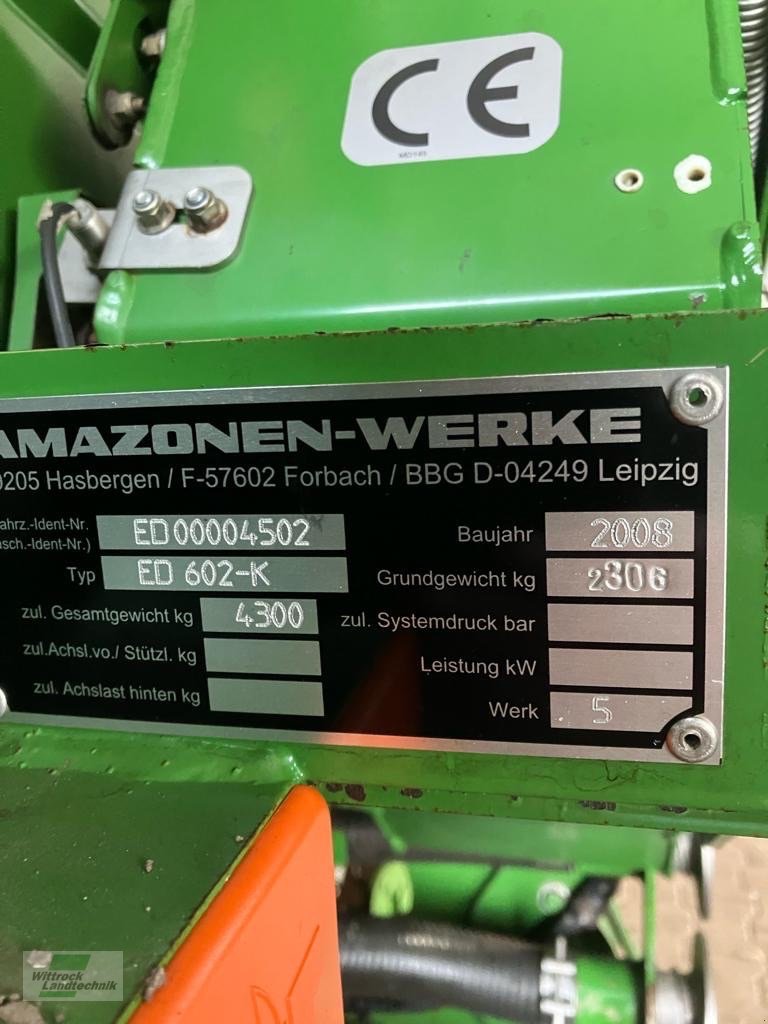 CE
AMAZONEN-WERKE
0205 Hasbergen / F-57602 Forbach / BBG D-04249 Leipzig
ahrz.-Ident-Nr.
asch.-Ident-Nr.) ED00004502 Baujahr 2008
Typ ED 602-K Grundgewicht kg 2306
zul. Gesamtgewicht kg 4300 zul. Systemdruck bar
zul.Achsl.vo./ Stützl. kg Leistung kW
zul. Achslast hinten kg Werk 5
Wittrock
Landtechnik